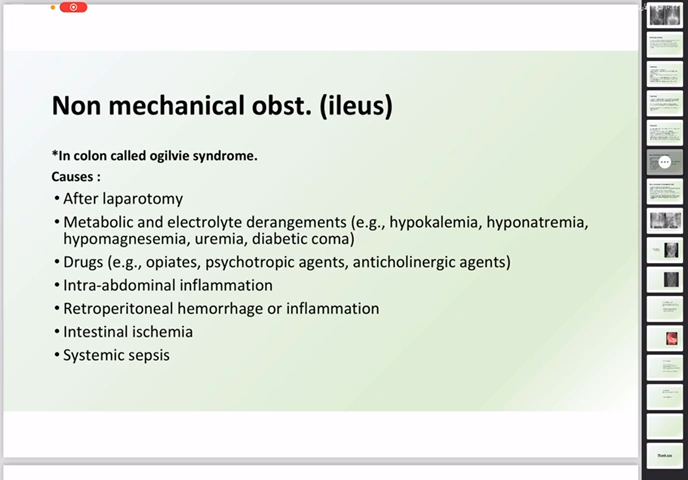 Non mechanical obst. (ileus)
*In colon called ogilvie syndrome.
Causes :
• After laparotomy
• Metabolic and electrolyte derangements (e.g., hypokalemia, hyponatremia,
hypomagnesemia, uremia, diabetic coma)
• Drugs (e.g., opiates, psychotropic agents, anticholinergic agents)
• Intra-abdominal inflammation
• Retroperitoneal hemorrhage or inflammation
• Intestinal ischemia
• Systemic sepsis